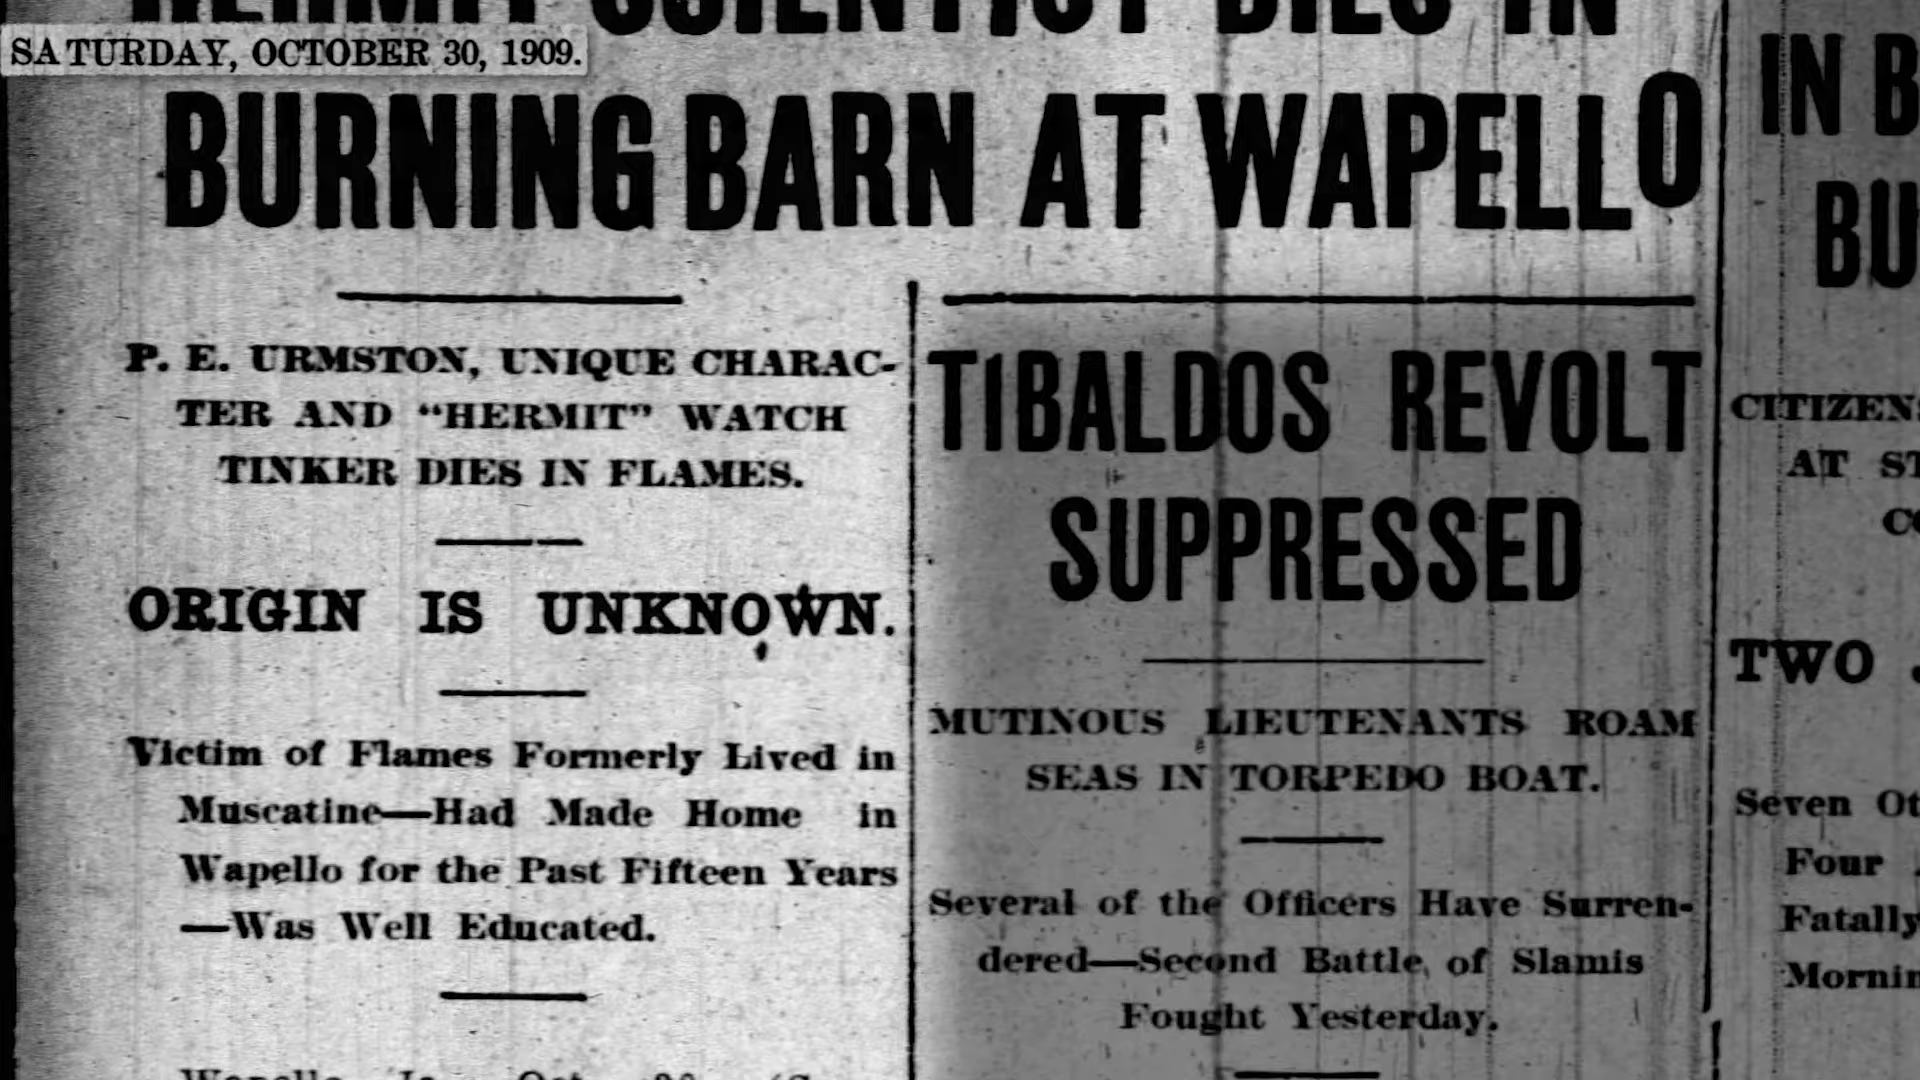 HERMIT SCIENTIST DIES IN
SATURDAY, OCTOBER 30, 1909.
BURNING BARN AT WAPELLO
P. E. URMSTON, UNIQUE CHARAC-
TER AND "HERMIT" WATCH
TINKER DIES IN FLAMES.
ORIGIN IS UNKNOWN.
Victim of Flames Formerly Lived in
Muscatine—Had Made Home in
Wapello for the Past Fifteen Years
—Was Well Educated.
TIBALDOS REVOLT
SUPPRESSED
MUTINOUS LIEUTENANTS ROAM
SEAS IN TORPEDO BOAT.
Several of the Officers Have Surren-
dered—Second Battle of Slamis
Fought Yesterday.
IN B
BU
CITIZENS
AT ST
CO
TWO
Seven Ot
Four
Fatally
Mornin